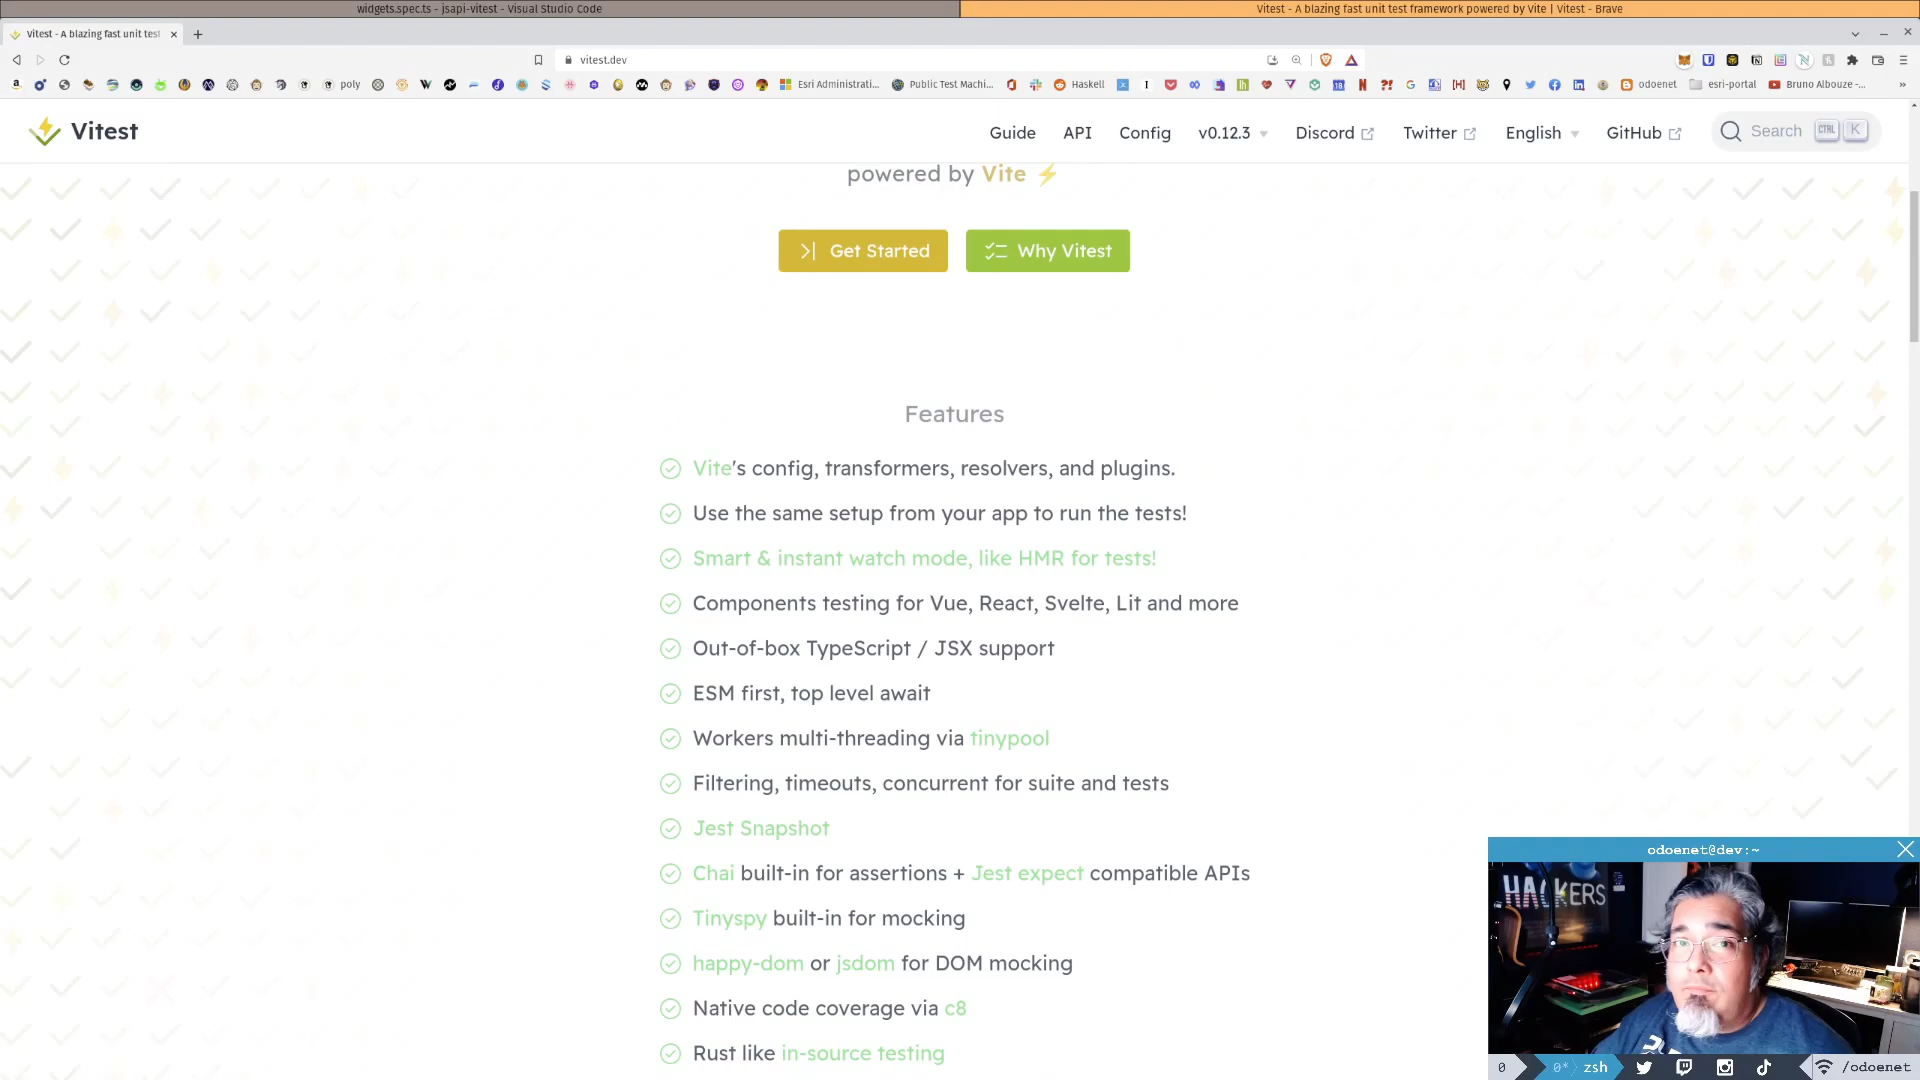 widgets.spec.ts - jsapi-vitest - Visual Studio Code
Vitest - A blazing fast unit test framework powered by Vite | Vitest - Brave
Vitest - A blazing fast unit test
vitest.dev
poly
Esri Administrati...
Public Test Machi...
Haskell
odoenet
esri-portal
Bruno Albouze -...
Vitest
Guide
API
Config
v0.12.3
Discord
Twitter
English
GitHub
Search
CTRL
K
powered by Vite ⚡
Get Started
Why Vitest
Features
Vite's config, transformers, resolvers, and plugins.
Use the same setup from your app to run the tests!
Smart & instant watch mode, like HMR for tests!
Components testing for Vue, React, Svelte, Lit and more
Out-of-box TypeScript / JSX support
ESM first, top level await
Workers multi-threading via tinypool
Filtering, timeouts, concurrent for suite and tests
Jest Snapshot
Chai built-in for assertions + Jest expect compatible APIs
Tinyspy built-in for mocking
happy-dom or jsdom for DOM mocking
Native code coverage via c8
Rust like in-source testing
odoenet@dev:~
HACKERS
0
0*
zsh
/odoenet